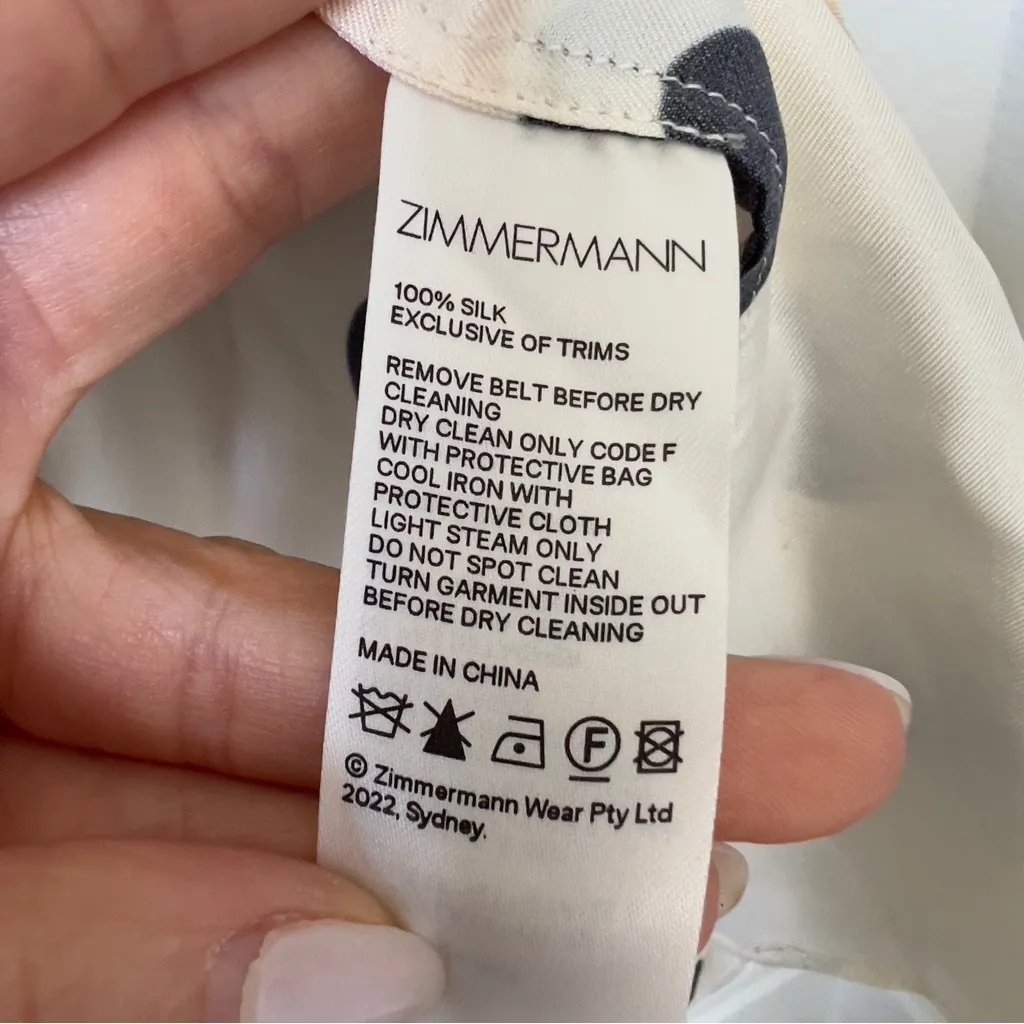 ZIMMERMANN
100% SILK
EXCLUSIVE OF TRIMS
REMOVE BELT BEFORE DRY
CLEANING
DRY CLEAN ONLY CODE F
WITH PROTECTIVE BAG
COOL IRON WITH
PROTECTIVE CLOTH
LIGHT STEAM ONLY
DO NOT SPOT CLEAN
TURN GARMENT INSIDE OUT
BEFORE DRY CLEANING
MADE IN CHINA
F
© Zimmermann Wear Pty Ltd
2022, Sydney.